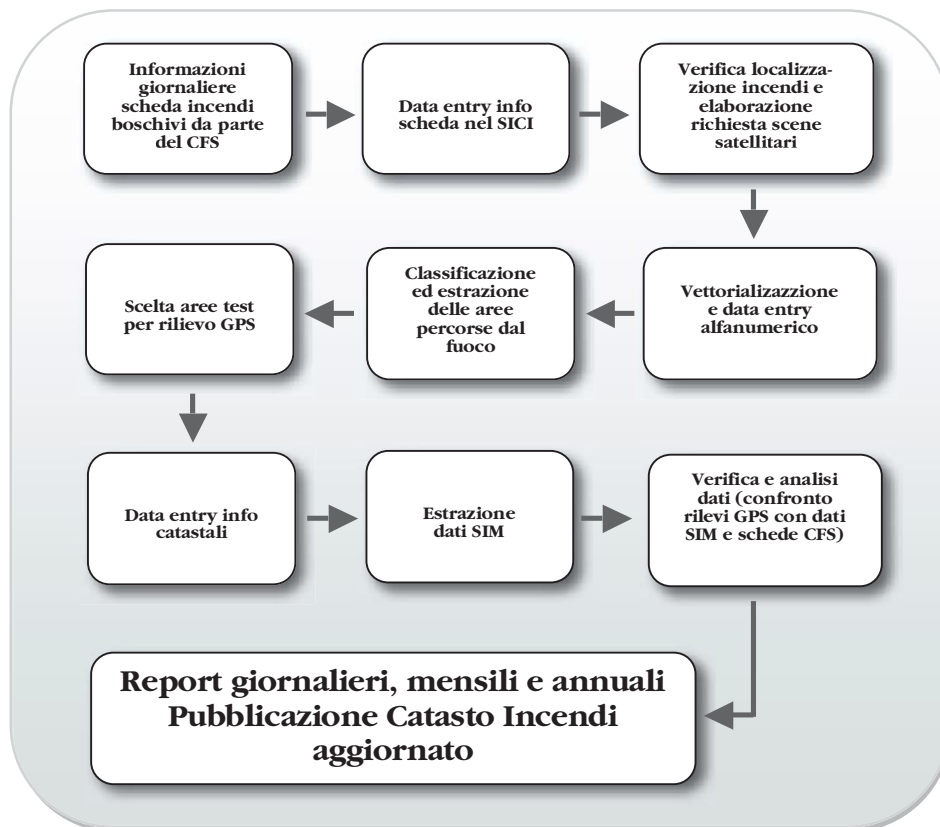 Informazioni
giornaliere
scheda incendi
boschivi da parte
del CFS
Data entry info
scheda nel SICI
Verifica localizza-
zione incendi e
elaborazione
richiesta scene
satellitari
Vettorializazzione
e data entry
alfanumerico
Classificazione
ed estrazione
delle aree
percorse dal
fuoco
Scelta aree test
per rilievo GPS
Data entry info
catastali
Estrazione
dati SIM
Verifica e analisi
dati (confronto
rilevi GPS con dati
SIM e schede CFS)
Report giornalieri, mensili e annuali
Pubblicazione Catasto Incendi
aggiornato